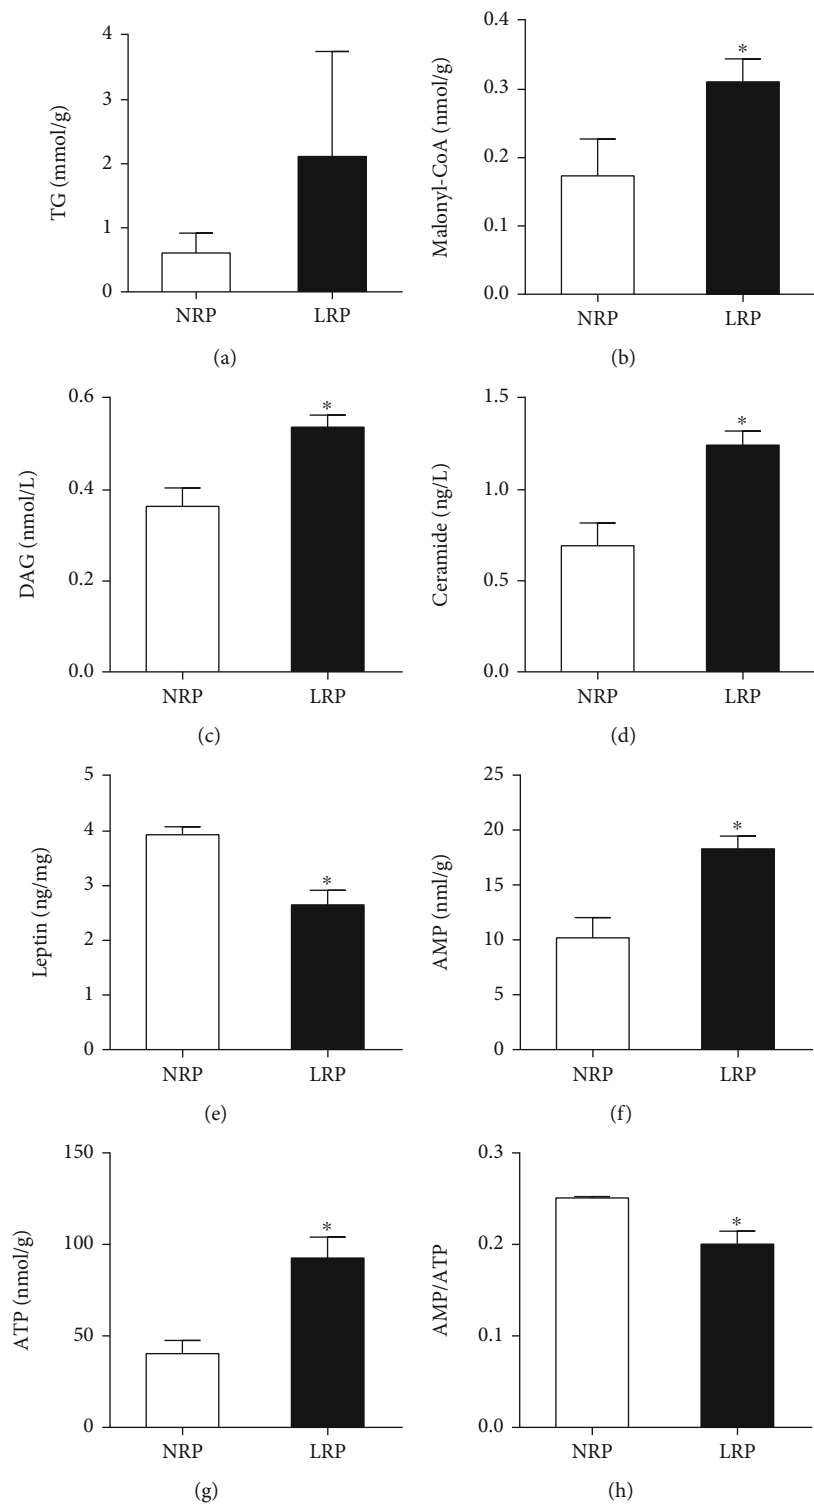 4
3
2
1
0
TG (mmol/g)
NRP LRP
(a)
0.4
0.3
0.2
0.1
0.0
Malonyl-CoA (nmol/g)
*
NRP LRP
(b)
0.6
0.4
0.2
0.0
DAG (nmol/L)
*
NRP LRP
(c)
1.5
1.0
0.5
0.0
Ceramide (ng/L)
*
NRP LRP
(d)
5
4
3
2
1
0
Leptin (ng/mg)
*
NRP LRP
(e)
25
20
15
10
5
0
AMP (nml/g)
*
NRP LRP
(f)
150
100
50
0
ATP (nmol/g)
*
NRP LRP
(g)
0.3
0.2
0.1
0.0
AMP/ATP
*
NRP LRP
(h)